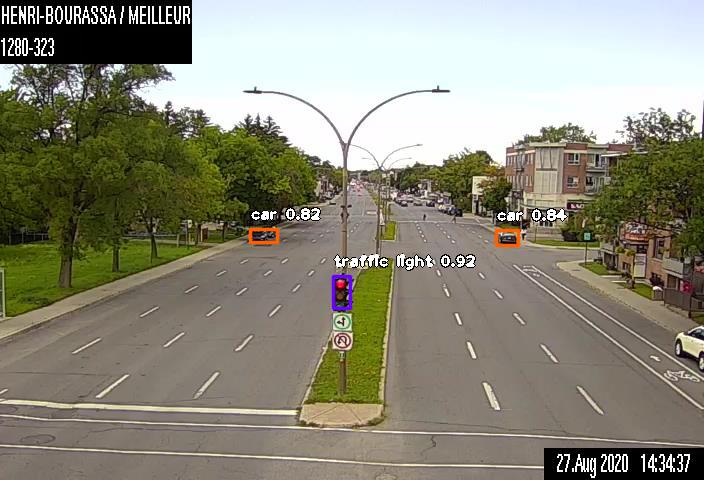 HENRI-BOURASSA / MEILLEUR
1280-323
car 0.82
car 0.84
traffic light 0.92
27.Aug 2020 14:34:37